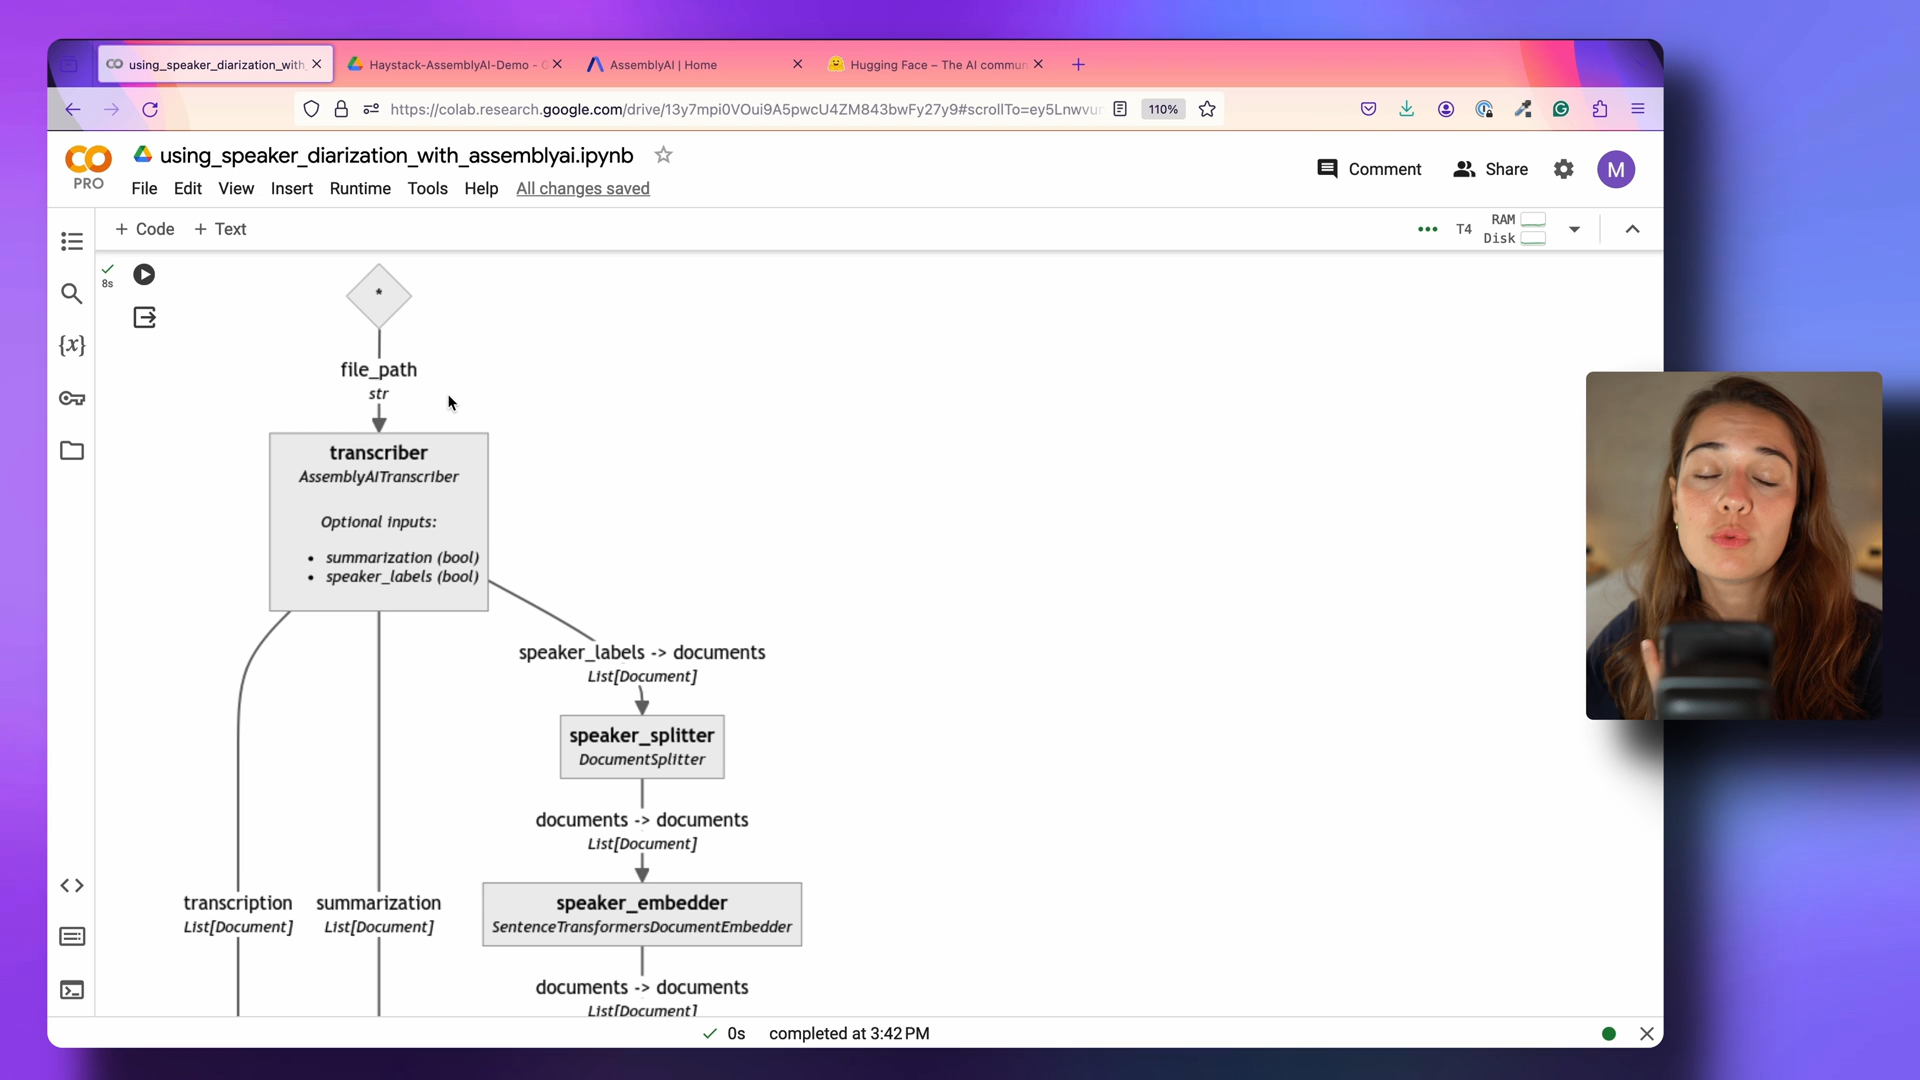 using_speaker_diarization_with_
Haystack-AssemblyAI-Demo - G
AssemblyAI | Home
Hugging Face – The AI commun
https://colab.research.google.com/drive/13y7mpi0VOui9A5pwcU4ZM843bwFy27y9#scrollTo=ey5Lnwvur
110%
CO
PRO
using_speaker_diarization_with_assemblyai.ipynb
File Edit View Insert Runtime Tools Help All changes saved
Comment
Share
M
+ Code + Text
T4
RAM
Disk
{x}
8s
*
file_path
str
transcriber
AssemblyAITranscriber
Optional inputs:
• summarization (bool)
• speaker_labels (bool)
speaker_labels -> documents
List[Document]
speaker_splitter
DocumentSplitter
documents -> documents
List[Document]
transcription
List[Document]
summarization
List[Document]
speaker_embedder
SentenceTransformersDocumentEmbedder
documents -> documents
List[Document]
0s completed at 3:42 PM